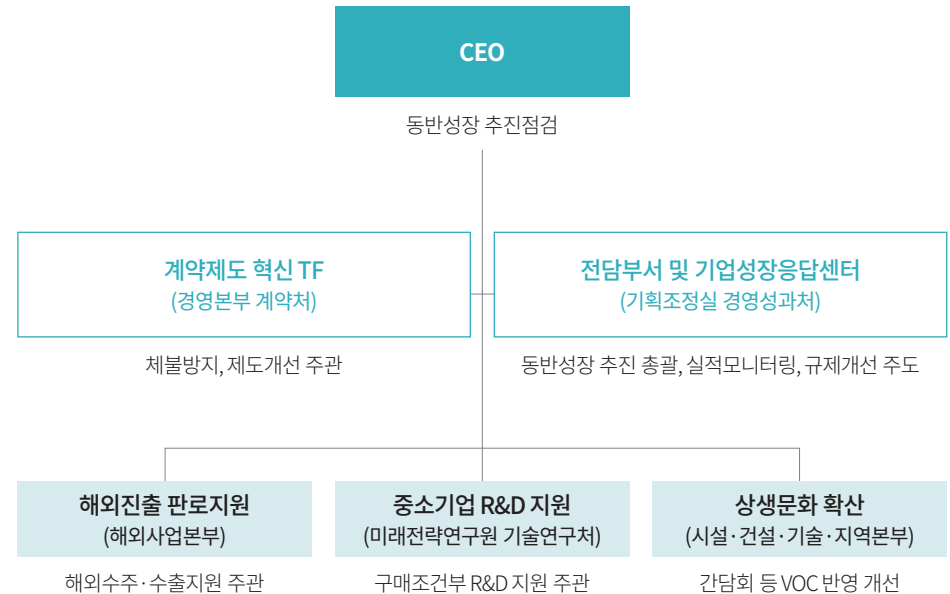 CEO
동반성장 추진점검
계약제도 혁신 TF
(경영본부 계약처)
체불방지, 제도개선 주관
전담부서 및 기업성장응답센터
(기획조정실 경영성과처)
동반성장 추진 총괄, 실적모니터링, 규제개선 주도
해외진출 판로지원
(해외사업본부)
해외수주·수출지원 주관
중소기업 R&D 지원
(미래전략연구원 기술연구처)
구매조건부 R&D 지원 주관
상생문화 확산
(시설·건설·기술·지역본부)
간담회 등 VOC 반영 개선